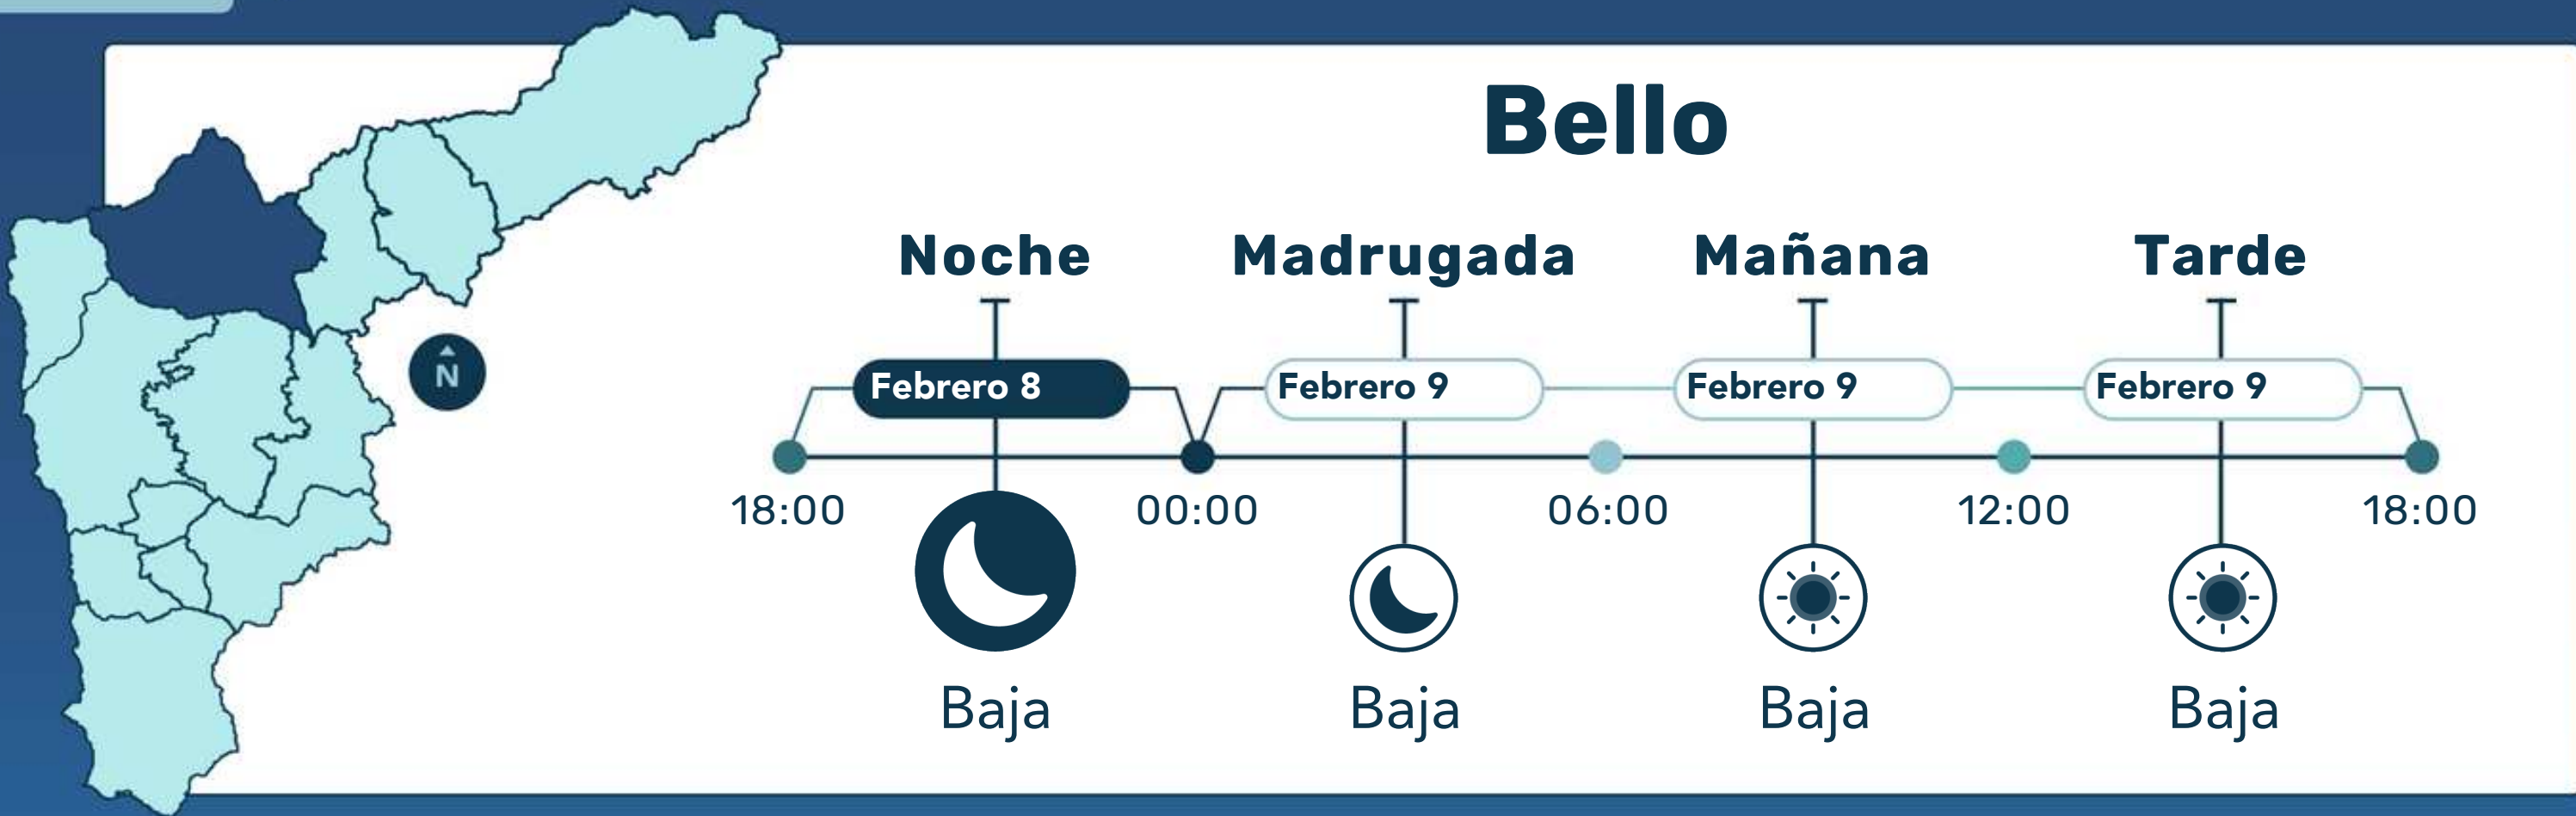 Bello
Noche
Madrugada
Mañana
Tarde
Febrero 8
Febrero 9
Febrero 9
Febrero 9
N
18:00
00:00
06:00
12:00
18:00
Baja
Baja
Baja
Baja